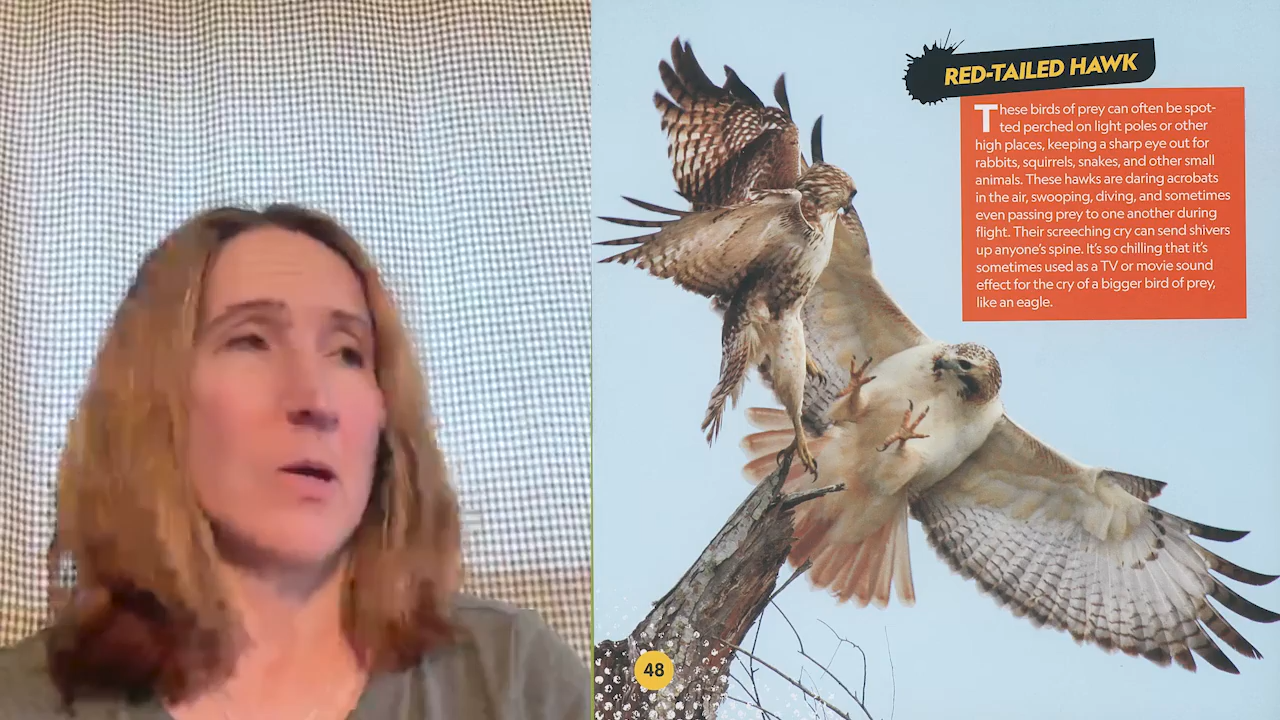 RED-TAILED HAWK
These birds of prey can often be spot-
ted perched on light poles or other
high places, keeping a sharp eye out for
rabbits, squirrels, snakes, and other small
animals. These hawks are daring acrobats
in the air, swooping, diving, and sometimes
even passing prey to one another during
flight. Their screeching cry can send shivers
up anyone's spine. It's so chilling that it's
sometimes used as a TV or movie sound
effect for the cry of a bigger bird of prey,
like an eagle.
48